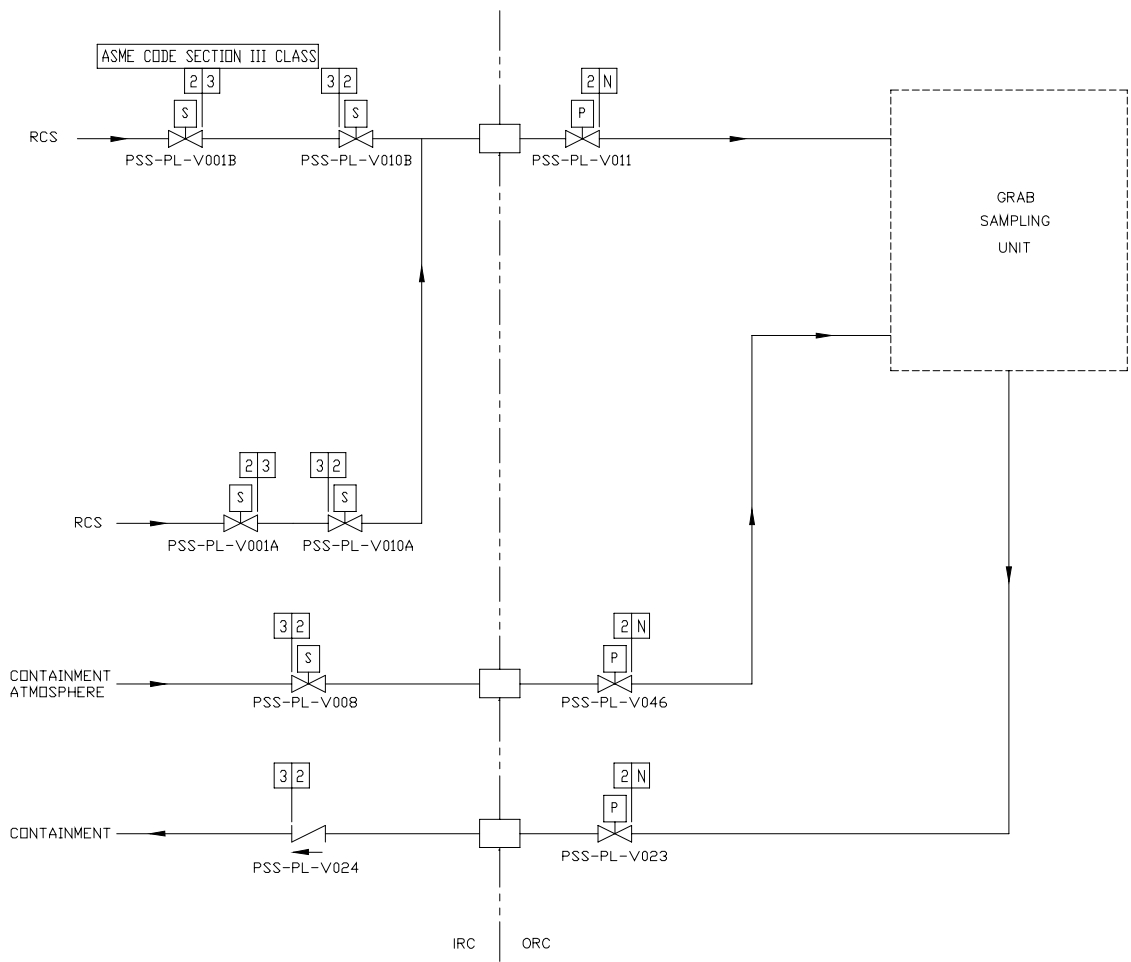 ASME CODE SECTION III CLASS
2 3
3 2
2 N
S
S
P
RCS
PSS-PL-V001B
PSS-PL-V010B
PSS-PL-V011
GRAB
SAMPLING
UNIT
2 3
3 2
S
S
RCS
PSS-PL-V001A
PSS-PL-V010A
3 2
2 N
S
P
CONTAINMENT
ATMOSPHERE
PSS-PL-V008
PSS-PL-V046
3 2
2 N
P
CONTAINMENT
PSS-PL-V024
PSS-PL-V023
IRC
ORC